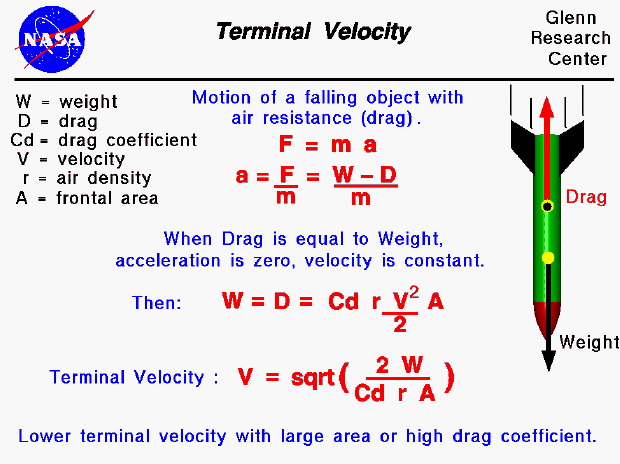 NASA
Terminal Velocity
Glenn
Research
Center
W = weight
D = drag
Cd = drag coefficient
V = velocity
r = air density
A = frontal area
Motion of a falling object with
air resistance (drag).
F = m a
a = F/m = W – D/m
Drag
When Drag is equal to Weight,
acceleration is zero, velocity is constant.
Then: W = D = Cd r V²/2 A
Weight
Terminal Velocity : V = sqrt ( 2 W / Cd r A )
Lower terminal velocity with large area or high drag coefficient.